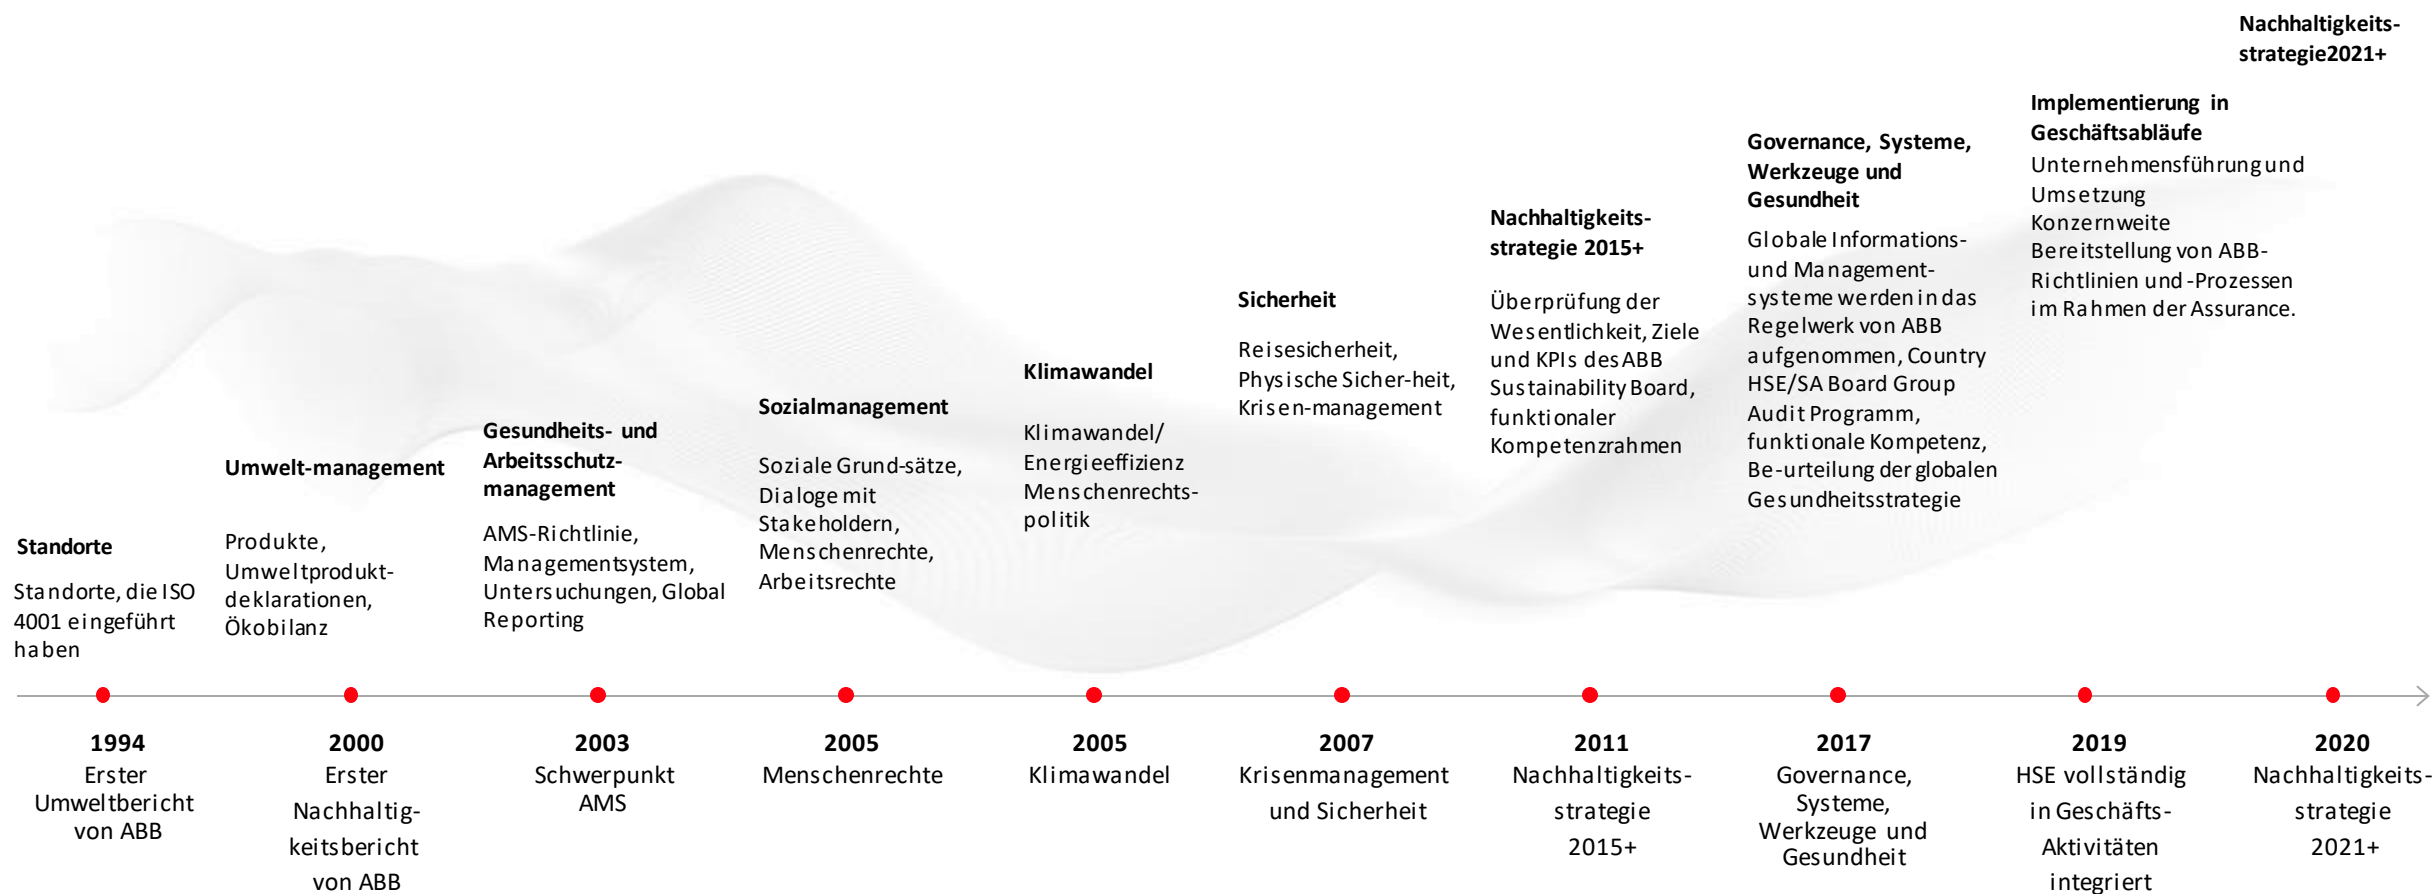 Standorte
Standorte, die ISO
4001 eingeführt
haben
1994
Erster
Umweltbericht
von ABB
Umwelt-management
Produkte,
Umweltprodukt-
deklarationen,
Ökobilanz
2000
Erster
Nachhaltig-
keitsbericht
von ABB
Gesundheits- und
Arbeitsschutz-
management
AMS-Richtlinie,
Managementsystem,
Untersuchungen, Global
Reporting
2003
Schwerpunkt
AMS
Sozialmanagement
Soziale Grund-sätze,
Dialoge mit
Stakeholdern,
Menschenrechte,
Arbeitsrechte
2005
Menschenrechte
Klimawandel
Klimawandel/
Energieeffizienz
Menschenrechts-
politik
2005
Klimawandel
Sicherheit
Reisesicherheit,
Physische Sicher-heit,
Krisen-management
2007
Krisenmanagement
und Sicherheit
Nachhaltigkeits-
strategie 2015+
Überprüfung der
Wesentlichkeit, Ziele
und KPIs des ABB
Sustainability Board,
funktionaler
Kompetenzrahmen
2011
Nachhaltigkeits-
strategie
2015+
Governance, Systeme,
Werkzeuge und
Gesundheit
Globale Informations-
und Management-
systeme werden in das
Regelwerk von ABB
aufgenommen, Country
HSE/SA Board Group
Audit Programm,
funktionale Kompetenz,
Be-urteilung der globalen
Gesundheitsstrategie
2017
Governance,
Systeme,
Werkzeuge und
Gesundheit
Implementierung in
Geschäftsabläufe
Unternehmensführung und
Umsetzung
Konzernweite
Bereitstellung von ABB-
Richtlinien und -Prozessen
im Rahmen der Assurance.
2019
HSE vollständig
in Geschäfts-
Aktivitäten
integriert
Nachhaltigkeits-
strategie2021+
2020
Nachhaltigkeits-
strategie
2021+